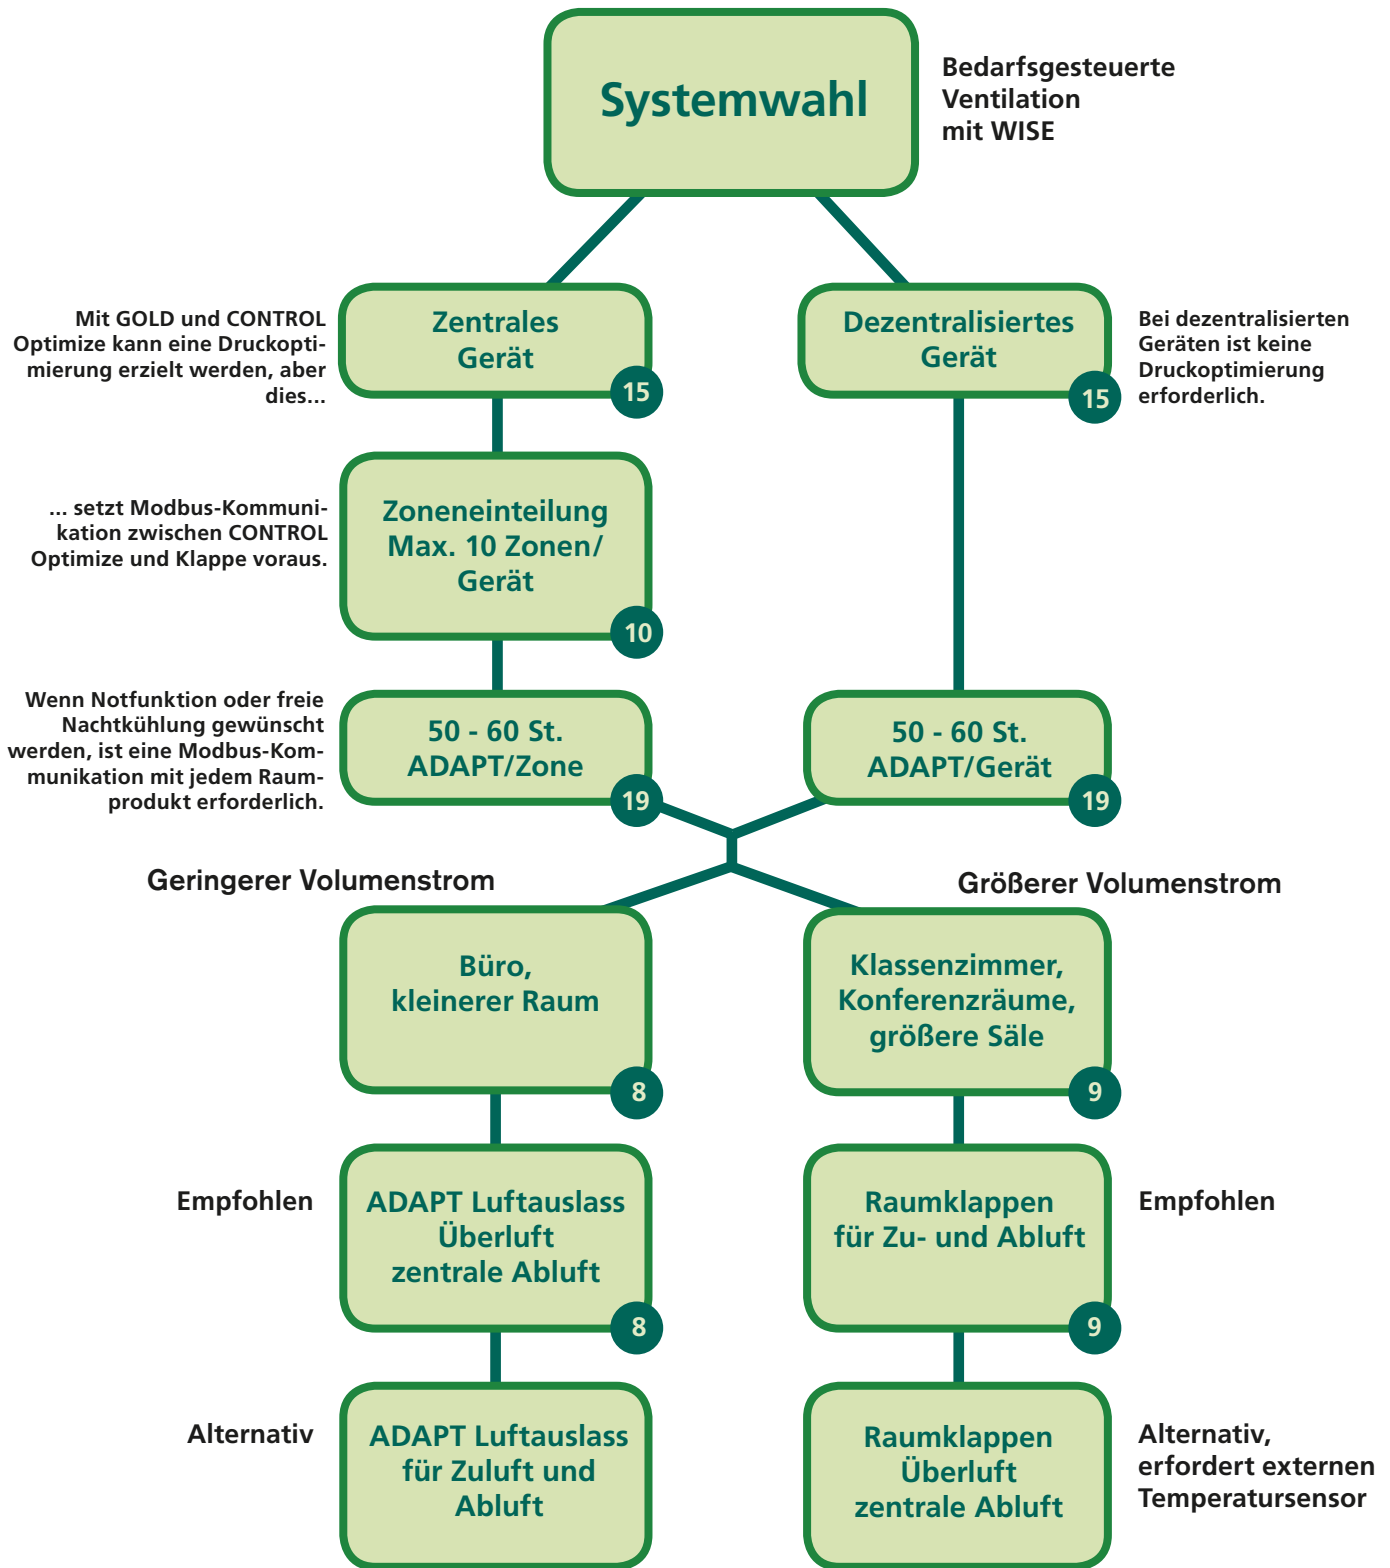 Systemwahl
Bedarfsgesteuerte
Ventilation
mit WISE
Mit GOLD und CONTROL
Optimize kann eine Druckopti-
mierung erzielt werden, aber
dies...
Zentrales
Gerät
15
Dezentralisiertes
Gerät
15
Bei dezentralisierten
Geräten ist keine
Druckoptimierung
erforderlich.
... setzt Modbus-Kommuni-
kation zwischen CONTROL
Optimize und Klappe voraus.
Zoneneinteilung
Max. 10 Zonen/
Gerät
10
Wenn Notfunktion oder freie
Nachtkühlung gewünscht
werden, ist eine Modbus-Kom-
munikation mit jedem Raum-
produkt erforderlich.
50 - 60 St.
ADAPT/Zone
19
50 - 60 St.
ADAPT/Gerät
19
Geringerer Volumenstrom
Größerer Volumenstrom
Büro,
kleinerer Raum
8
Klassenzimmer,
Konferenzräume,
größere Säle
9
Empfohlen
ADAPT Luftauslass
Überluft
zentrale Abluft
8
Raumklappen
für Zu- und Abluft
9
Empfohlen
Alternativ
ADAPT Luftauslass
für Zuluft und
Abluft
Raumklappen
Überluft
zentrale Abluft
Alternativ,
erfordert externen
Temperatursensor